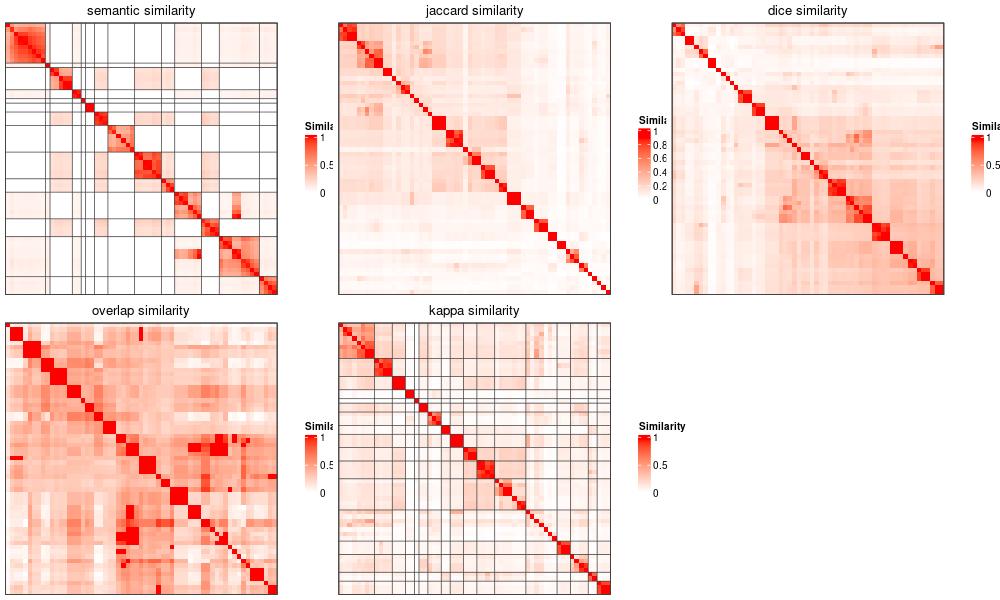 semantic similarity
jaccard similarity
dice similarity
Simila
1
0.5
0
Simila
1
0.8
0.6
0.4
0.2
0
Simila
1
0.5
0
overlap similarity
kappa similarity
Simila
1
0.5
0
Similarity
1
0.5
0